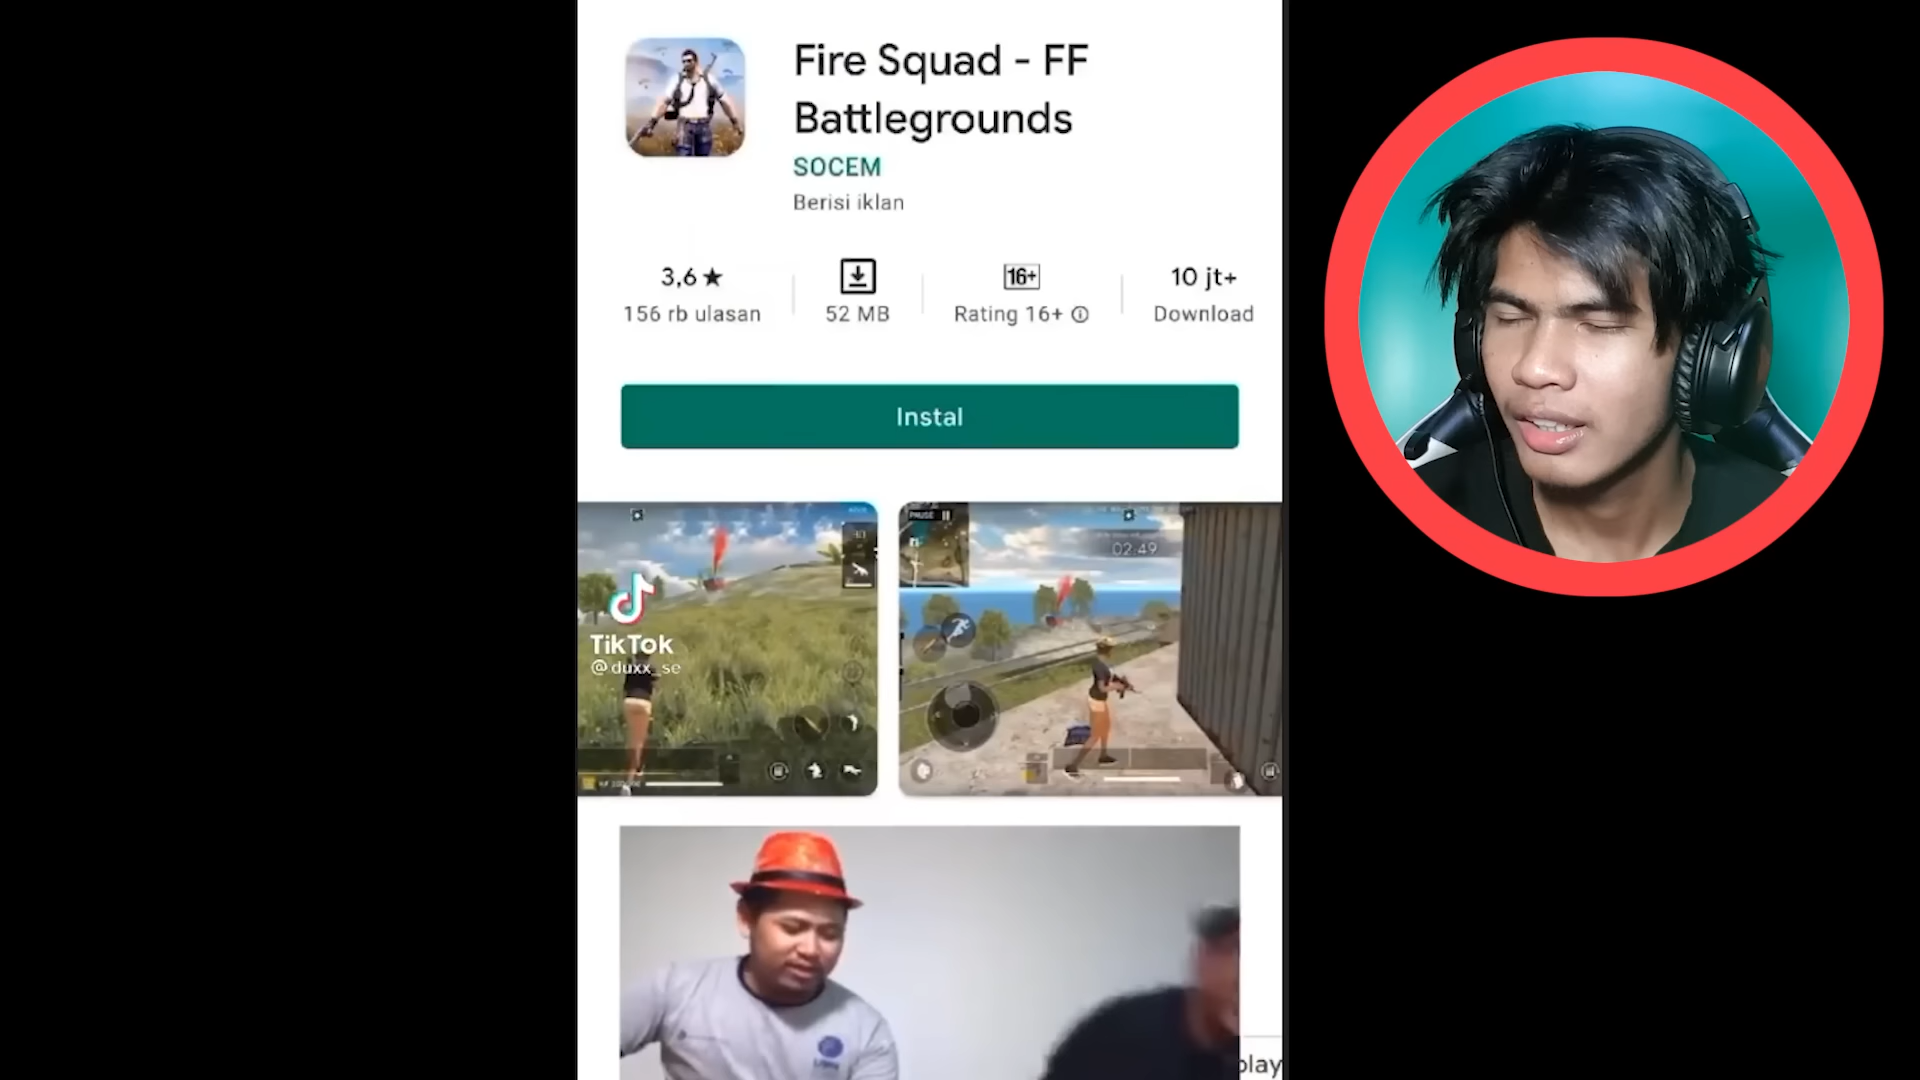 Fire Squad - FF
Battlegrounds
SOCEM
Berisi iklan
3,6★
156 rb ulasan
52 MB
16+
Rating 16+
10 jt+
Download
Instal
TikTok
@duxx_se
PAUSE
02:49
play